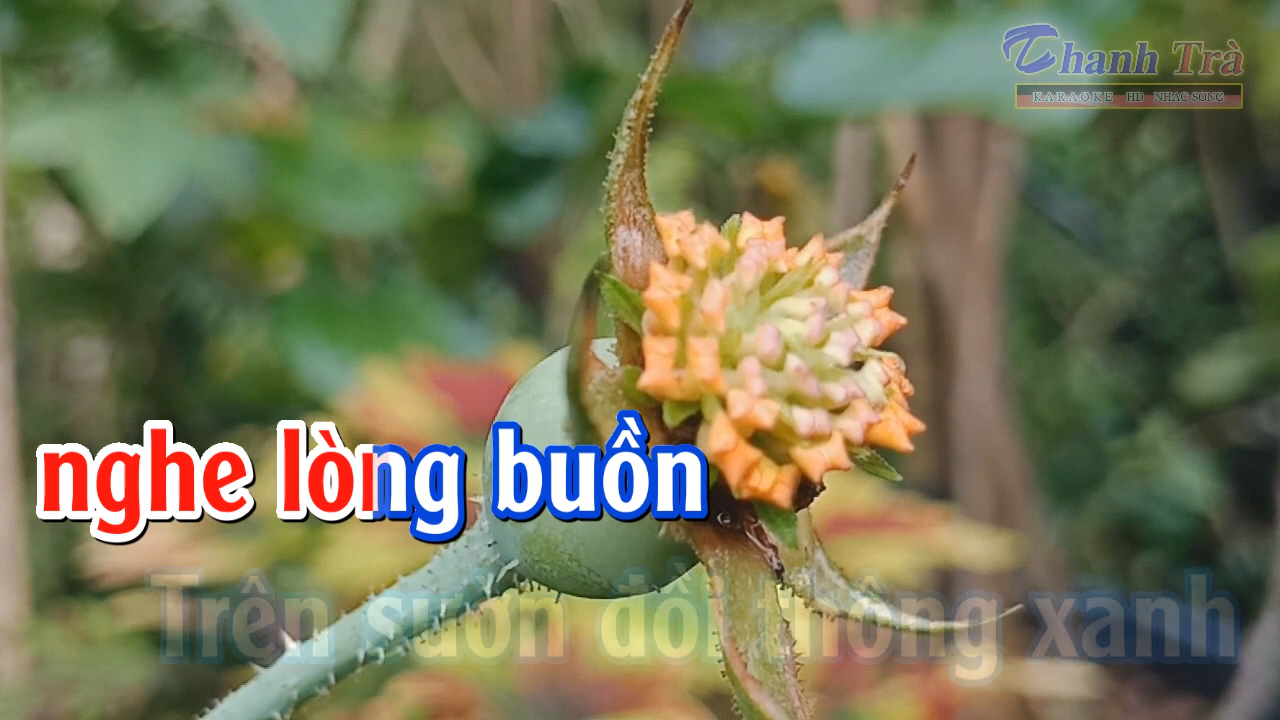 Thanh Trà
KARAOKE HD NHẠC SỐNG
nghe lòng buồn
Trên sườn đồi thông xanh